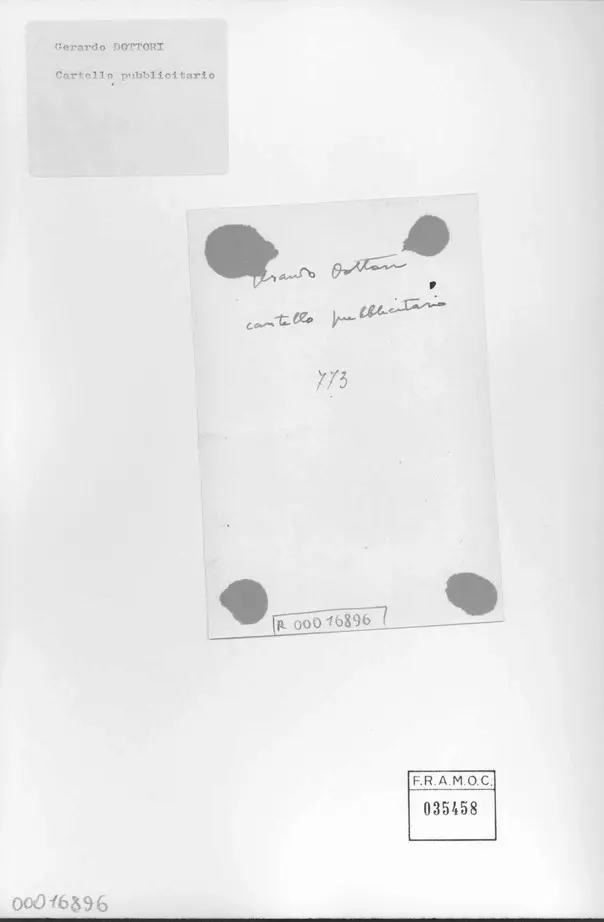 Gerardo DOTTORI
Cartello pubblicitario
Gerardo Dottori
cartello pubblicitario
773
R 00016896
F.R.A.M.O.C.
035458
00016896